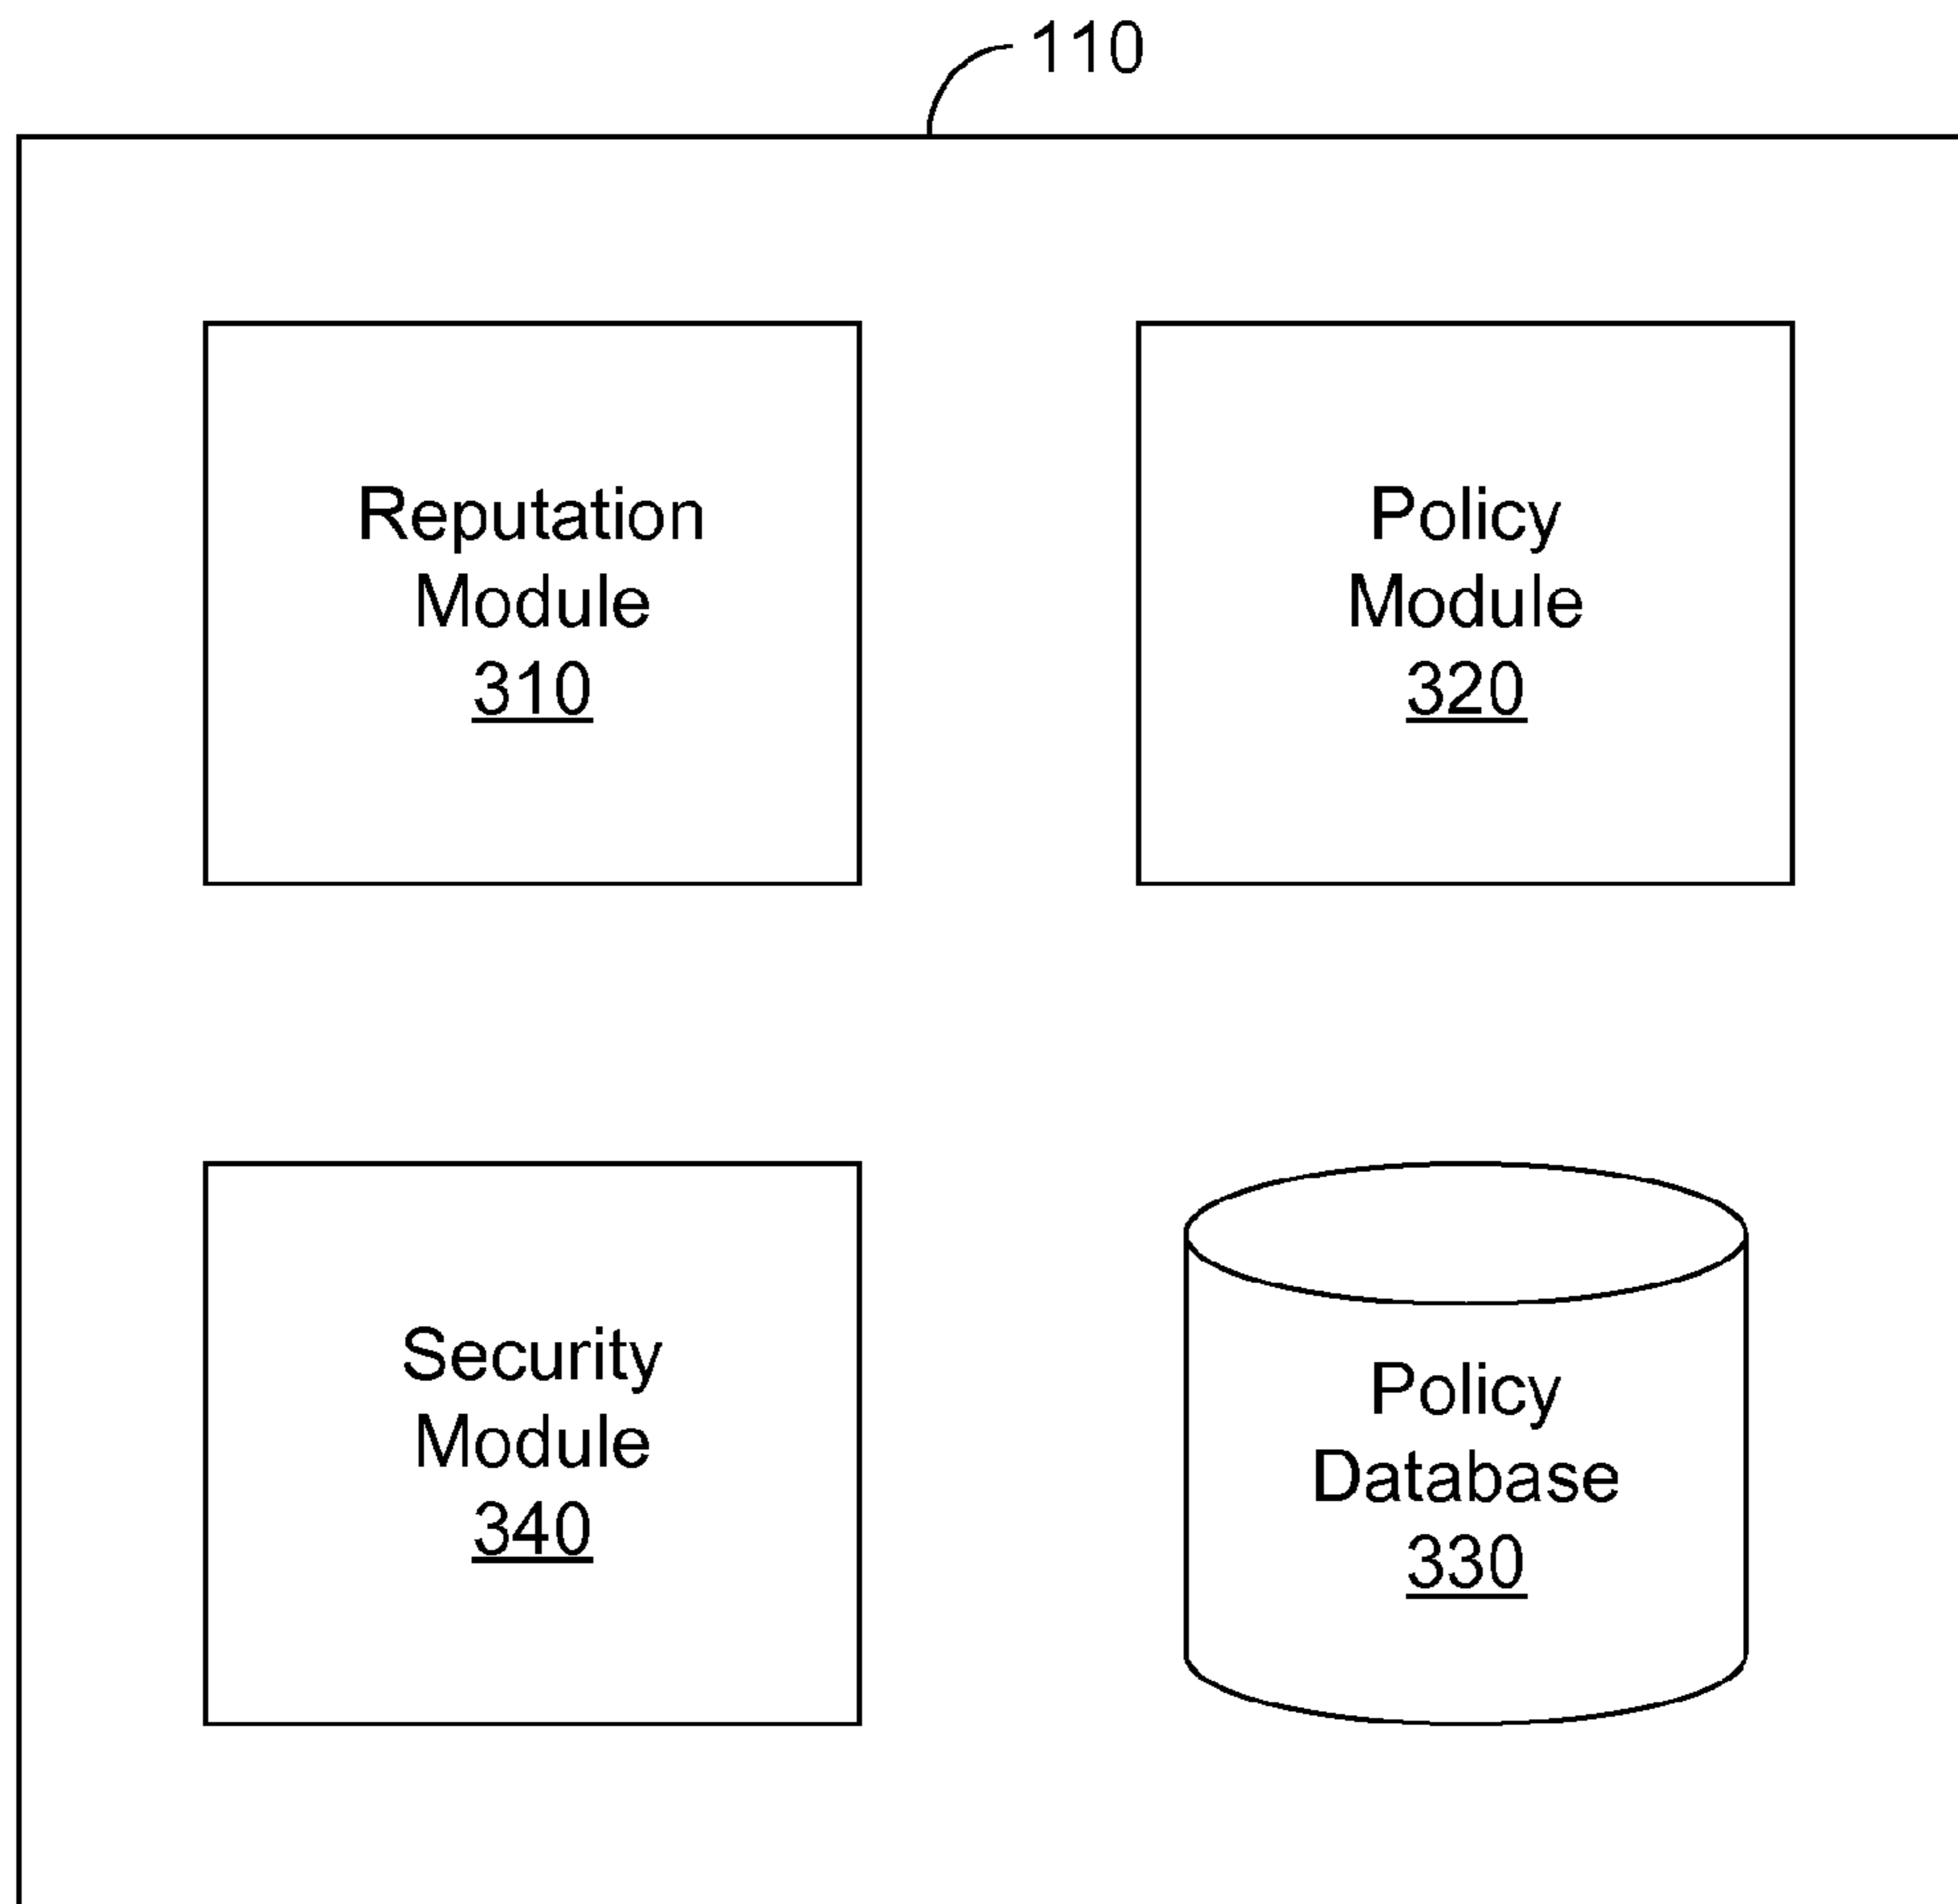 110
Reputation
Module
310
Policy
Module
320
Security
Module
340
Policy
Database
330